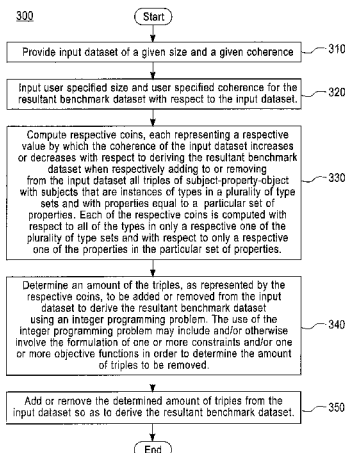 300
Start
Provide input dataset of a given size and a given coherence
310
Input user specified size and user specified coherence for the
resultant benchmark dataset with respect to the input dataset.
320
Compute respective coins, each representing a respective
value by which the coherence of the input dataset increases
or decreases with respect to deriving the resultant benchmark
dataset when respectively adding to or removing
from the input dataset all triples of subject-property-object
with subjects that are instances of types in a plurality of type
sets and with properties equal to a particular set of
properties. Each of the respective coins is computed with
respect to all of the types in only a respective one of the
plurality of type sets and with respect to only a respective
one of the properties in the particular set of properties.
330
Determine an amount of the triples, as represented by the
respective coins, to be added or removed from the input
dataset to derive the resultant benchmark dataset
using an integer programming problem. The use of the
integer programming problem may include and/or otherwise
involve the formulation of one or more constraints and/or one
or more objective functions in order to determine the amount
of triples to be removed.
340
Add or remove the determined amount of triples from the
input dataset so as to derive the resultant benchmark dataset.
350
End